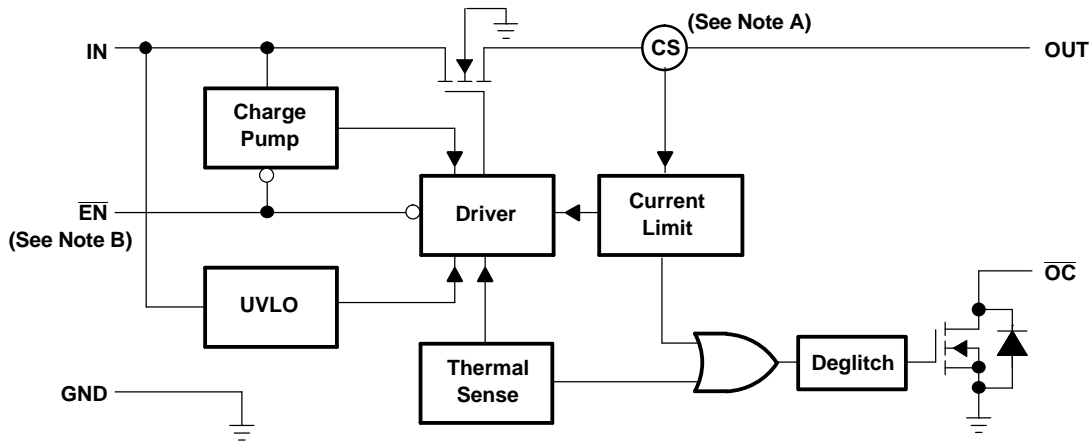 (See Note A)
IN
CS
OUT
Charge
Pump
EN
(See Note B)
Driver
Current
Limit
OC
UVLO
Thermal
Sense
Deglitch
GND